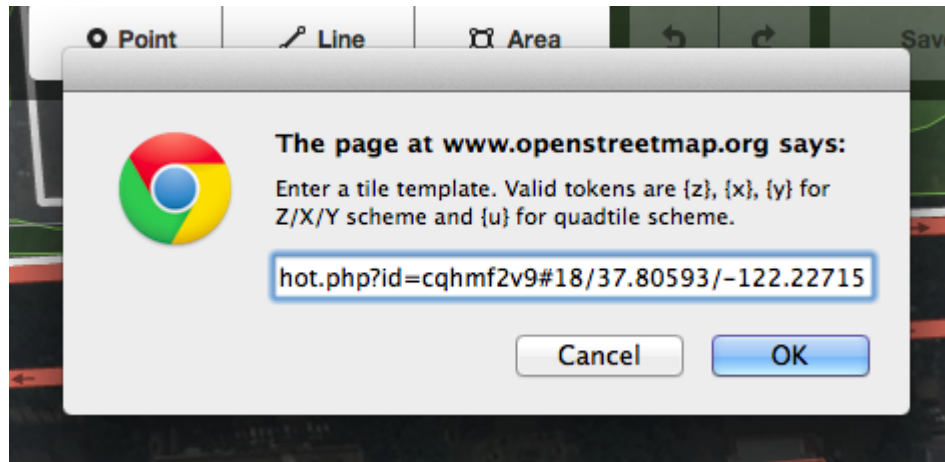 Point Line Area Save
The page at www.openstreetmap.org says:
Enter a tile template. Valid tokens are {z}, {x}, {y} for
Z/X/Y scheme and {u} for quadtile scheme.
hot.php?id=cqhmf2v9#18/37.80593/-122.22715
Cancel OK